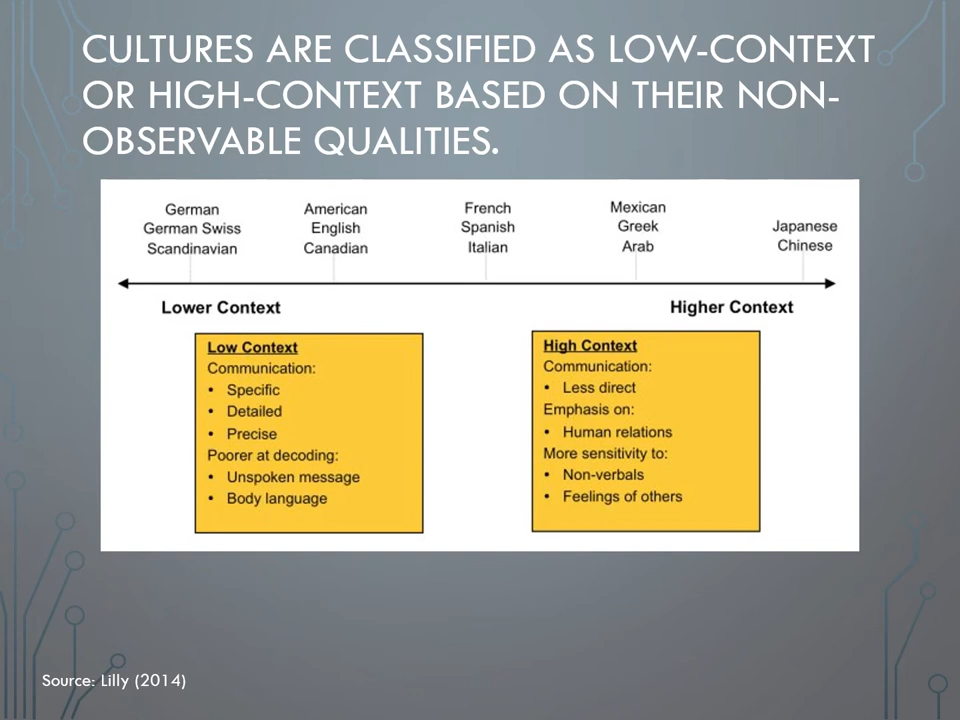 CULTURES ARE CLASSIFIED AS LOW-CONTEXT
OR HIGH-CONTEXT BASED ON THEIR NON-
OBSERVABLE QUALITIES.
German
German Swiss
Scandinavian
American
English
Canadian
French
Spanish
Italian
Mexican
Greek
Arab
Japanese
Chinese
Lower Context
Higher Context
Low Context
Communication:
• Specific
• Detailed
• Precise
Poorer at decoding:
• Unspoken message
• Body language
High Context
Communication:
• Less direct
Emphasis on:
• Human relations
More sensitivity to:
• Non-verbals
• Feelings of others
Source: Lilly (2014)